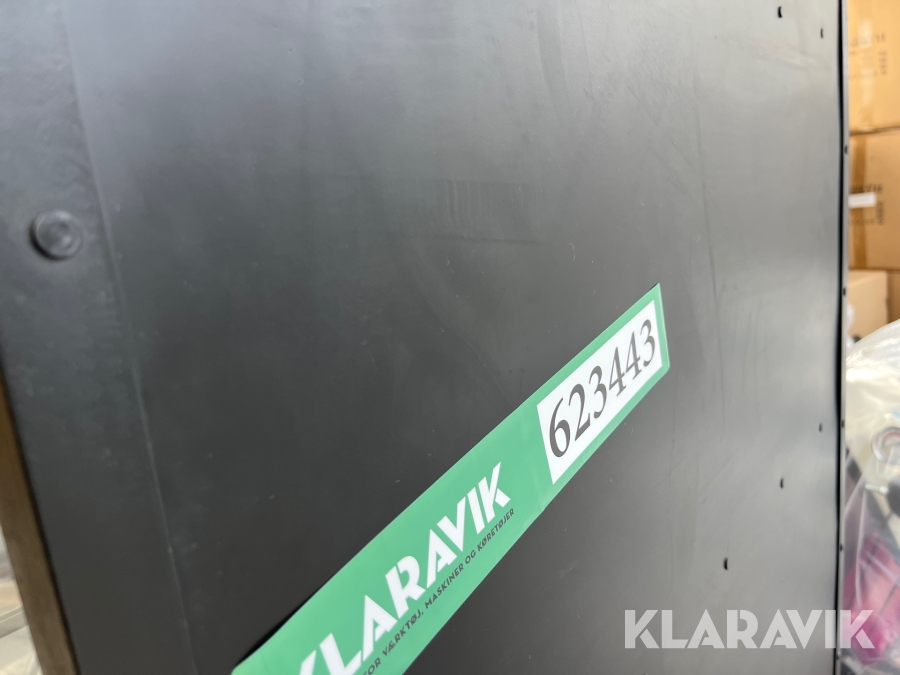 623443
KLARAVIK
FOR VÆRKTØJ, MASKINER OG KØRETØJER
KLARAVIK